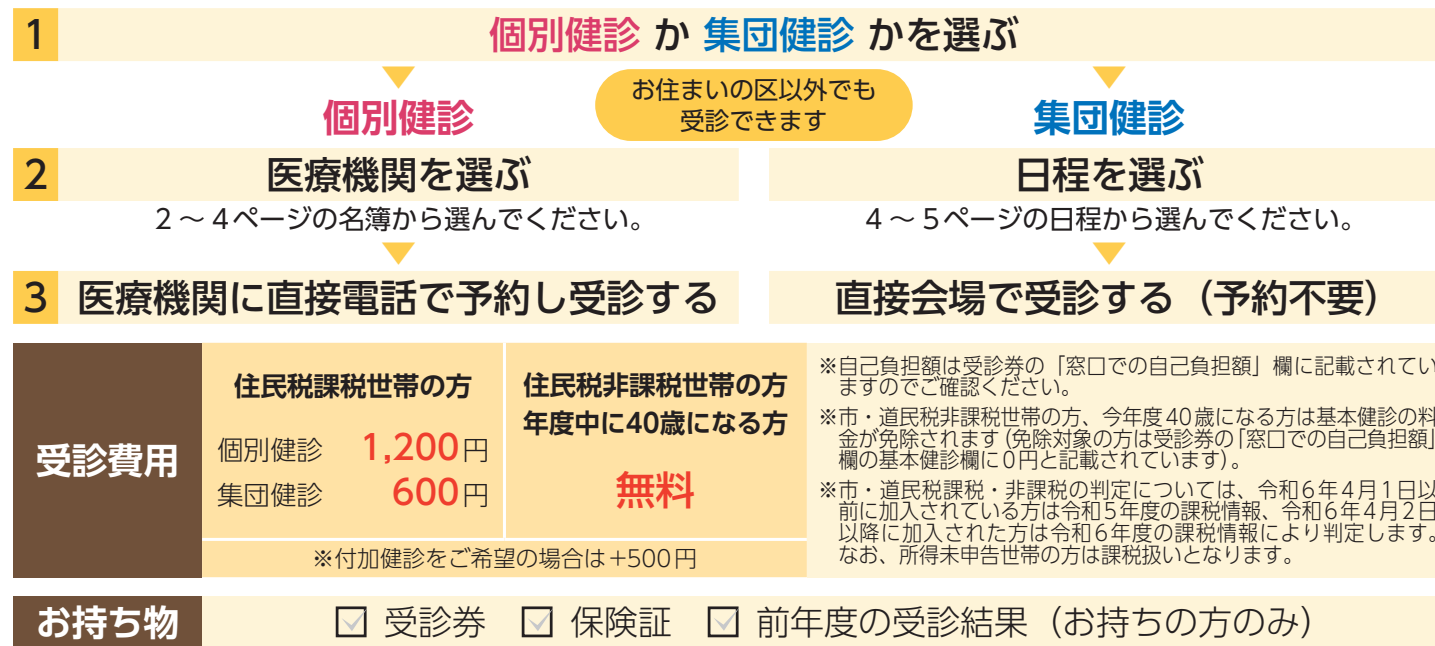 1 個別健診 か 集団健診 かを選ぶ
個別健診
お住まいの区以外でも
受診できます
集団健診
2 医療機関を選ぶ
2～4ページの名簿から選んでください。
日程を選ぶ
4～5ページの日程から選んでください。
3 医療機関に直接電話で予約し受診する
直接会場で受診する（予約不要）
受診費用
住民税課税世帯の方
個別健診 1,200円
集団健診 600円
住民税非課税世帯の方
年度中に40歳になる方
無料
※付加健診をご希望の場合は+500円
※自己負担額は受診券の「窓口での自己負担額」欄に記載されてい
ますのでご確認ください。
※市・道民税非課税世帯の方、今年度40歳になる方は基本健診の料
金が免除されます（免除対象の方は受診券の「窓口での自己負担額」
欄の基本健診欄に0円と記載されています）。
※市・道民税課税・非課税の判定については、令和6年4月1日以
前に加入されている方は令和5年度の課税情報、令和6年4月2日
以降に加入された方は令和6年度の課税情報により判定します。
なお、所得未申告世帯の方は課税扱いとなります。
お持ち物
☑ 受診券 ☑ 保険証 ☑ 前年度の受診結果（お持ちの方のみ）